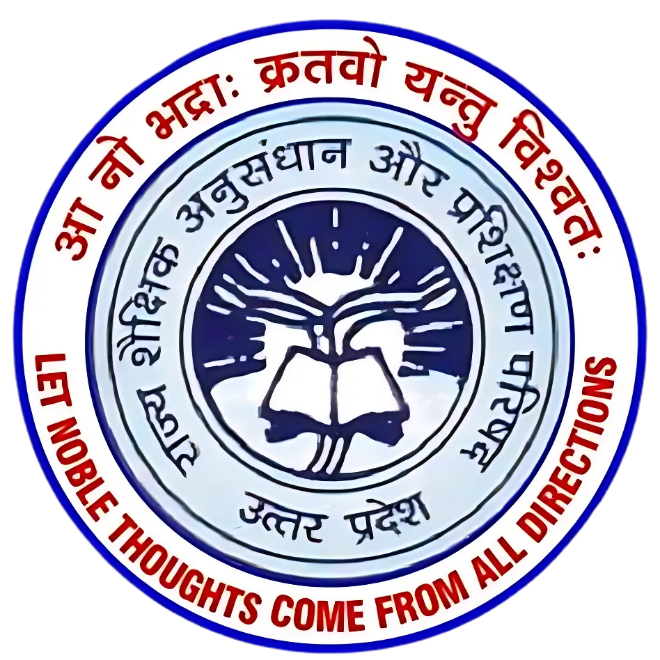 आ नो भद्राः क्रतवो यन्तु विश्वतः
राज्य शैक्षिक अनुसंधान और प्रशिक्षण परिषद
उत्तर प्रदेश
LET NOBLE THOUGHTS COME FROM ALL DIRECTIONS